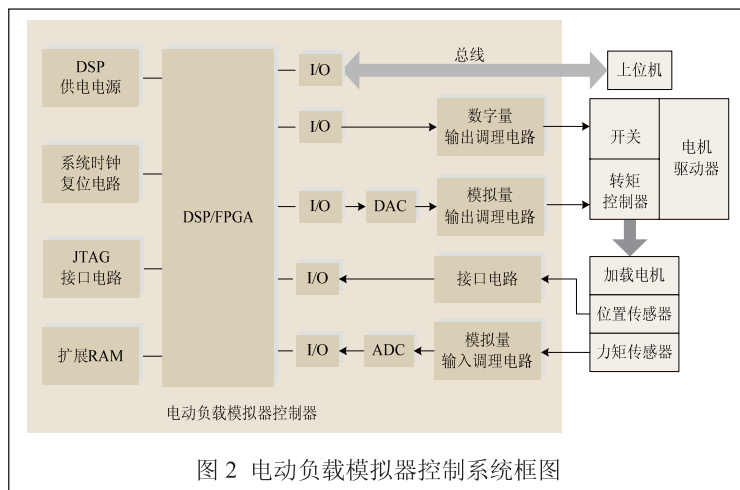 DSP
供电电源
系统时钟
复位电路
JTAG
接口电路
扩展RAM
DSP/FPGA
I/O
总线
上位机
I/O
数字量
输出调理电路
开关
电机
驱动器
I/O
DAC
模拟量
输出调理电路
转矩
控制器
I/O
接口电路
加载电机
位置传感器
I/O
ADC
模拟量
输入调理电路
力矩传感器
电动负载模拟器控制器
图 2 电动负载模拟器控制系统框图